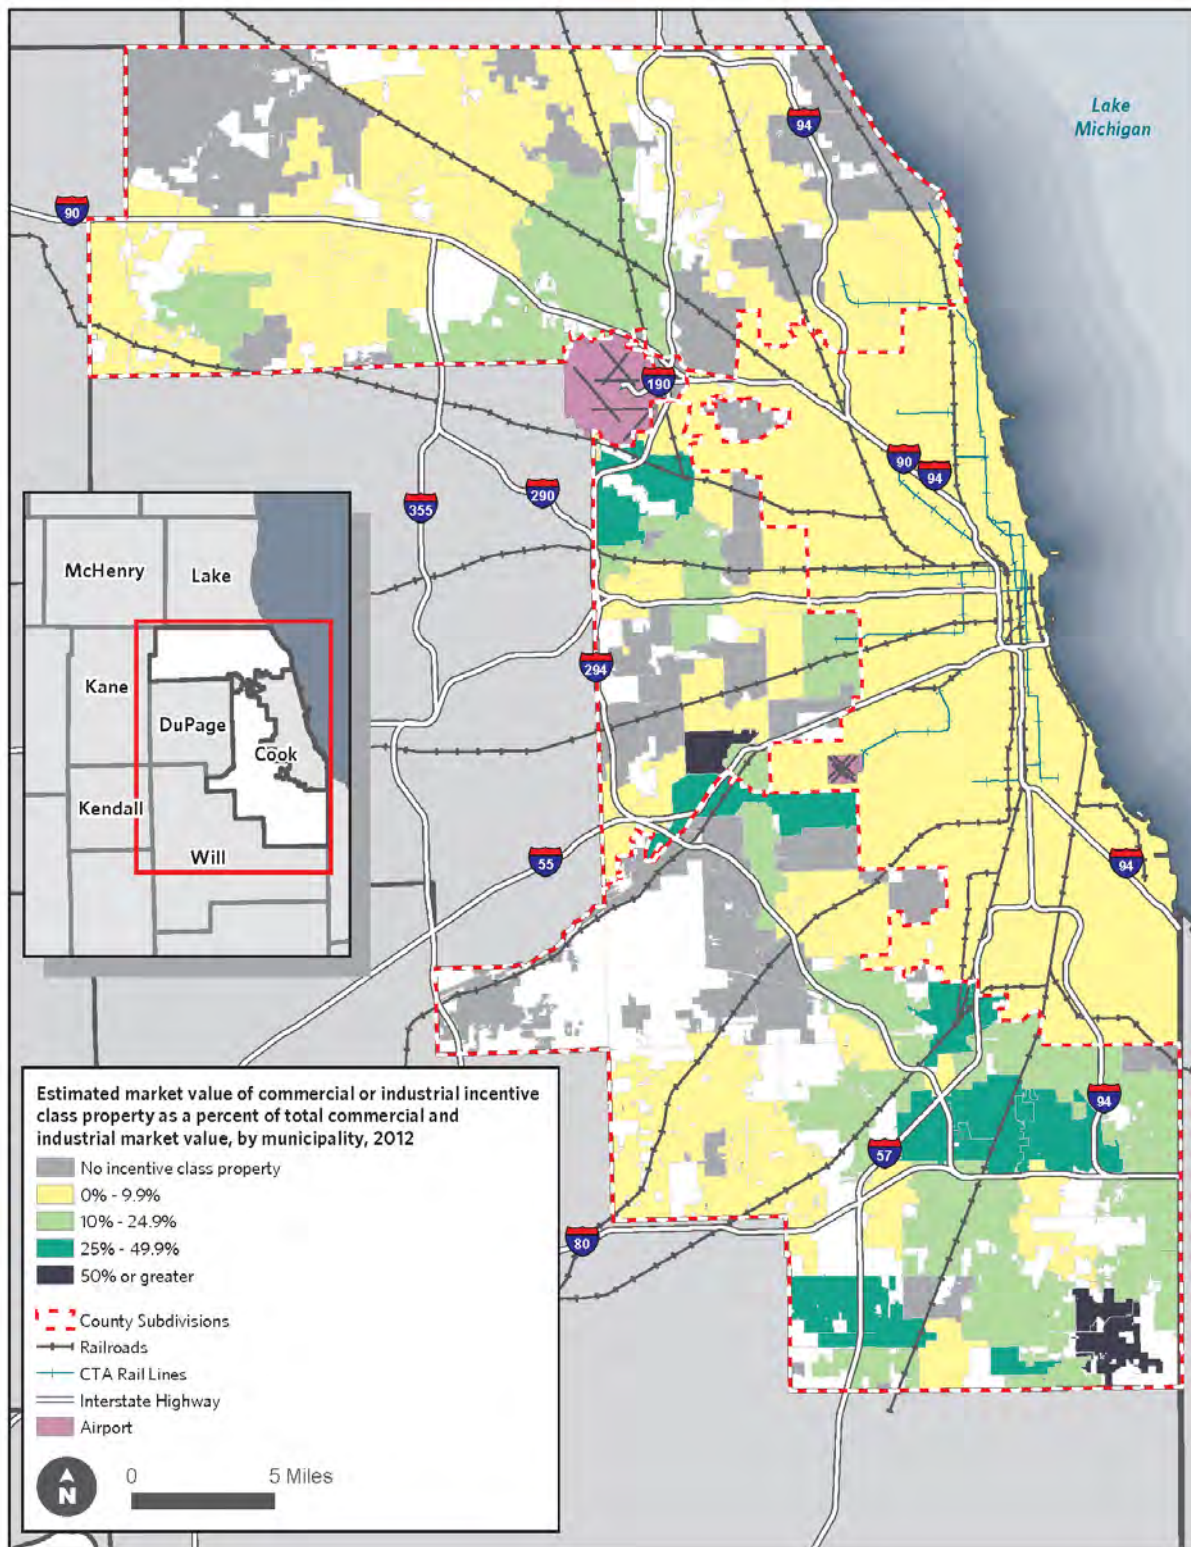 Lake
Michigan
94
90
190
90
94
290
355
McHenry
Lake
Kane
294
DuPage
Cook
Kendall
Will
55
94
Estimated market value of commercial or industrial incentive
class property as a percent of total commercial and
industrial market value, by municipality, 2012
No incentive class property
0% - 9.9%
10% - 24.9%
25% - 49.9%
50% or greater
County Subdivisions
Railroads
CTA Rail Lines
Interstate Highway
Airport
94
57
80
N
0 5 Miles